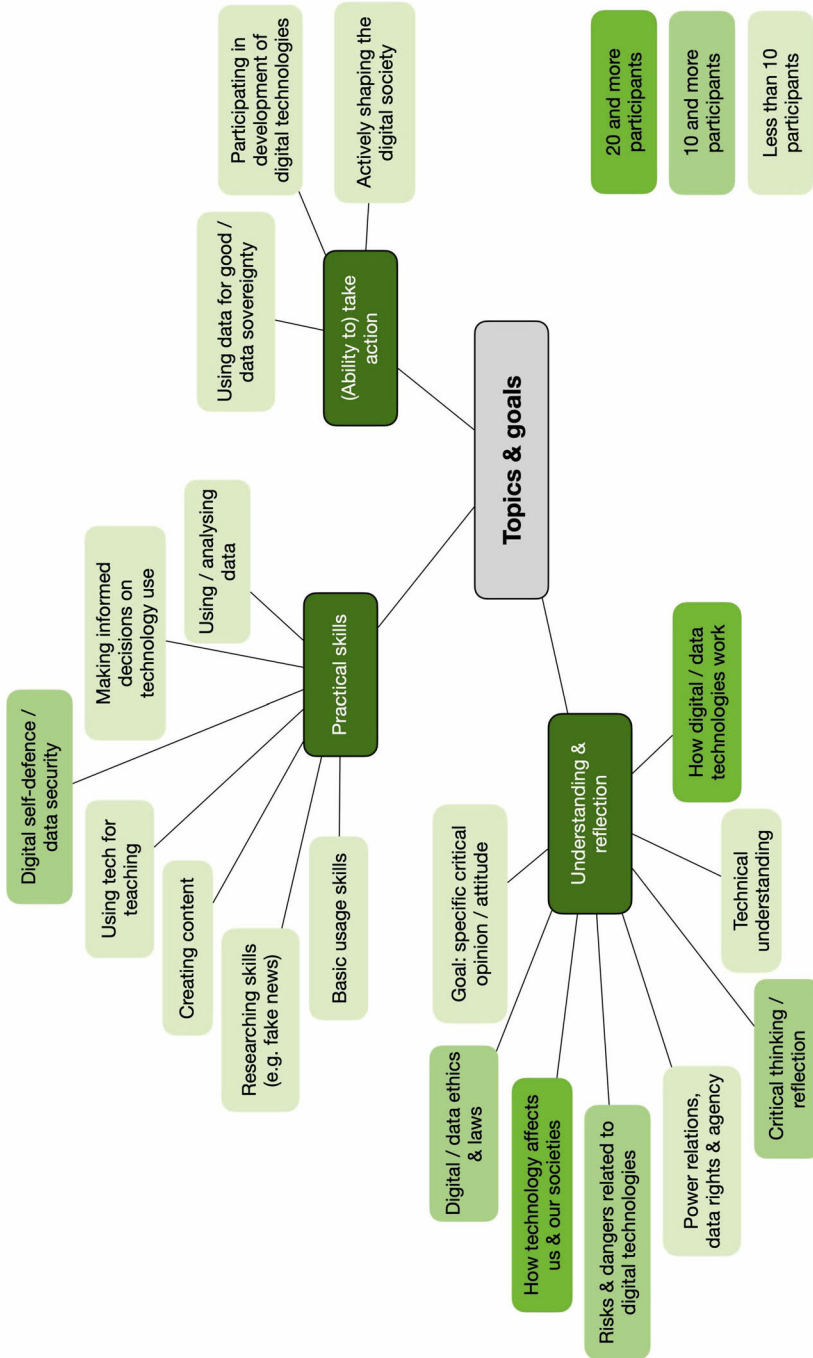 Topics & goals
(Ability to) take
action
Using data for good /
data sovereignty
Participating in
development of
digital technologies
Actively shaping the
digital society
Practical skills
Using / analysing
data
Making informed
decisions on
technology use
Digital self-defence /
data security
Using tech for
teaching
Creating content
Researching skills
(e.g. fake news)
Basic usage skills
Understanding &
reflection
Goal: specific critical
opinion / attitude
Digital / data ethics
& laws
How technology affects
us & our societies
Risks & dangers related to
digital technologies
Power relations,
data rights & agency
Critical thinking /
reflection
Technical
understanding
How digital / data
technologies work
20 and more
participants
10 and more
participants
Less than 10
participants